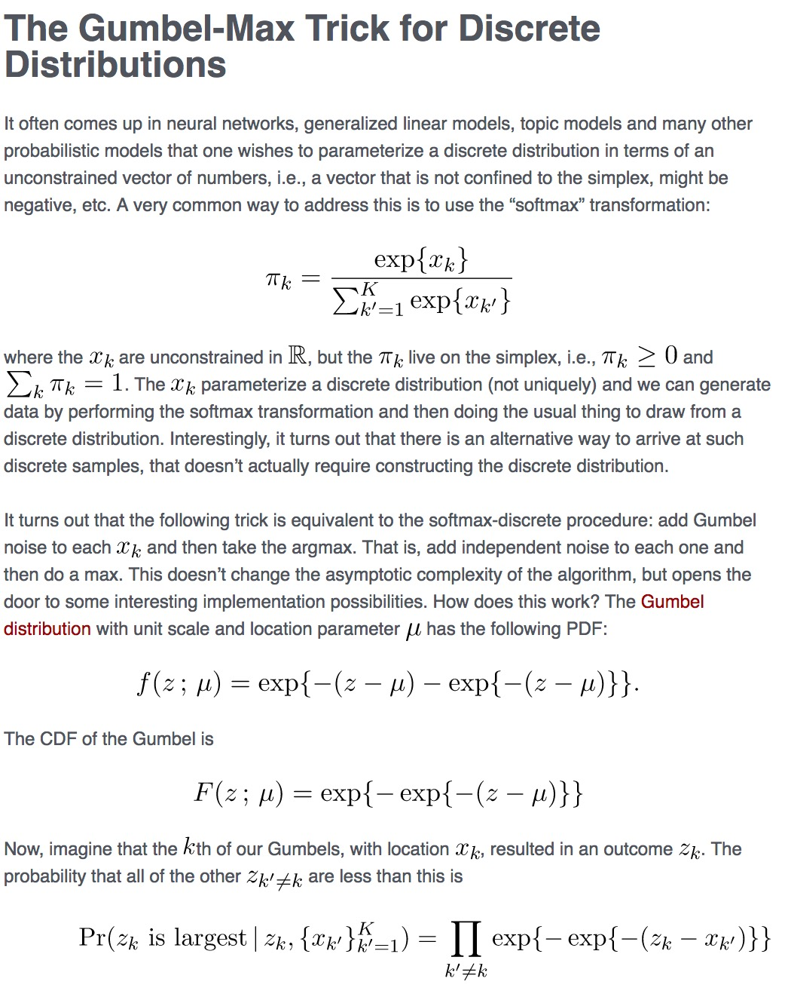 The Gumbel-Max Trick for Discrete
Distributions
It often comes up in neural networks, generalized linear models, topic models and many other
probabilistic models that one wishes to parameterize a discrete distribution in terms of an
unconstrained vector of numbers, i.e., a vector that is not confined to the simplex, might be
negative, etc. A very common way to address this is to use the “softmax” transformation:
π_k = exp{x_k} / ∑_{k′=1}^{K} exp{x_{k′}}
where the x_k are unconstrained in ℝ, but the π_k live on the simplex, i.e., π_k ≥ 0 and
∑_k π_k = 1. The x_k parameterize a discrete distribution (not uniquely) and we can generate
data by performing the softmax transformation and then doing the usual thing to draw from a
discrete distribution. Interestingly, it turns out that there is an alternative way to arrive at such
discrete samples, that doesn’t actually require constructing the discrete distribution.
It turns out that the following trick is equivalent to the softmax-discrete procedure: add Gumbel
noise to each x_k and then take the argmax. That is, add independent noise to each one and
then do a max. This doesn’t change the asymptotic complexity of the algorithm, but opens the
door to some interesting implementation possibilities. How does this work? The Gumbel
distribution with unit scale and location parameter μ has the following PDF:
f(z ; μ) = exp{−(z − μ) − exp{−(z − μ)}}.
The CDF of the Gumbel is
F(z ; μ) = exp{− exp{−(z − μ)}}
Now, imagine that the kth of our Gumbels, with location x_k, resulted in an outcome z_k. The
probability that all of the other z_{k′≠k} are less than this is
Pr(z_k is largest | z_k, {x_{k′}}_{k′=1}^{K}) = ∏_{k′≠k} exp{− exp{−(z_k − x_{k′})}}